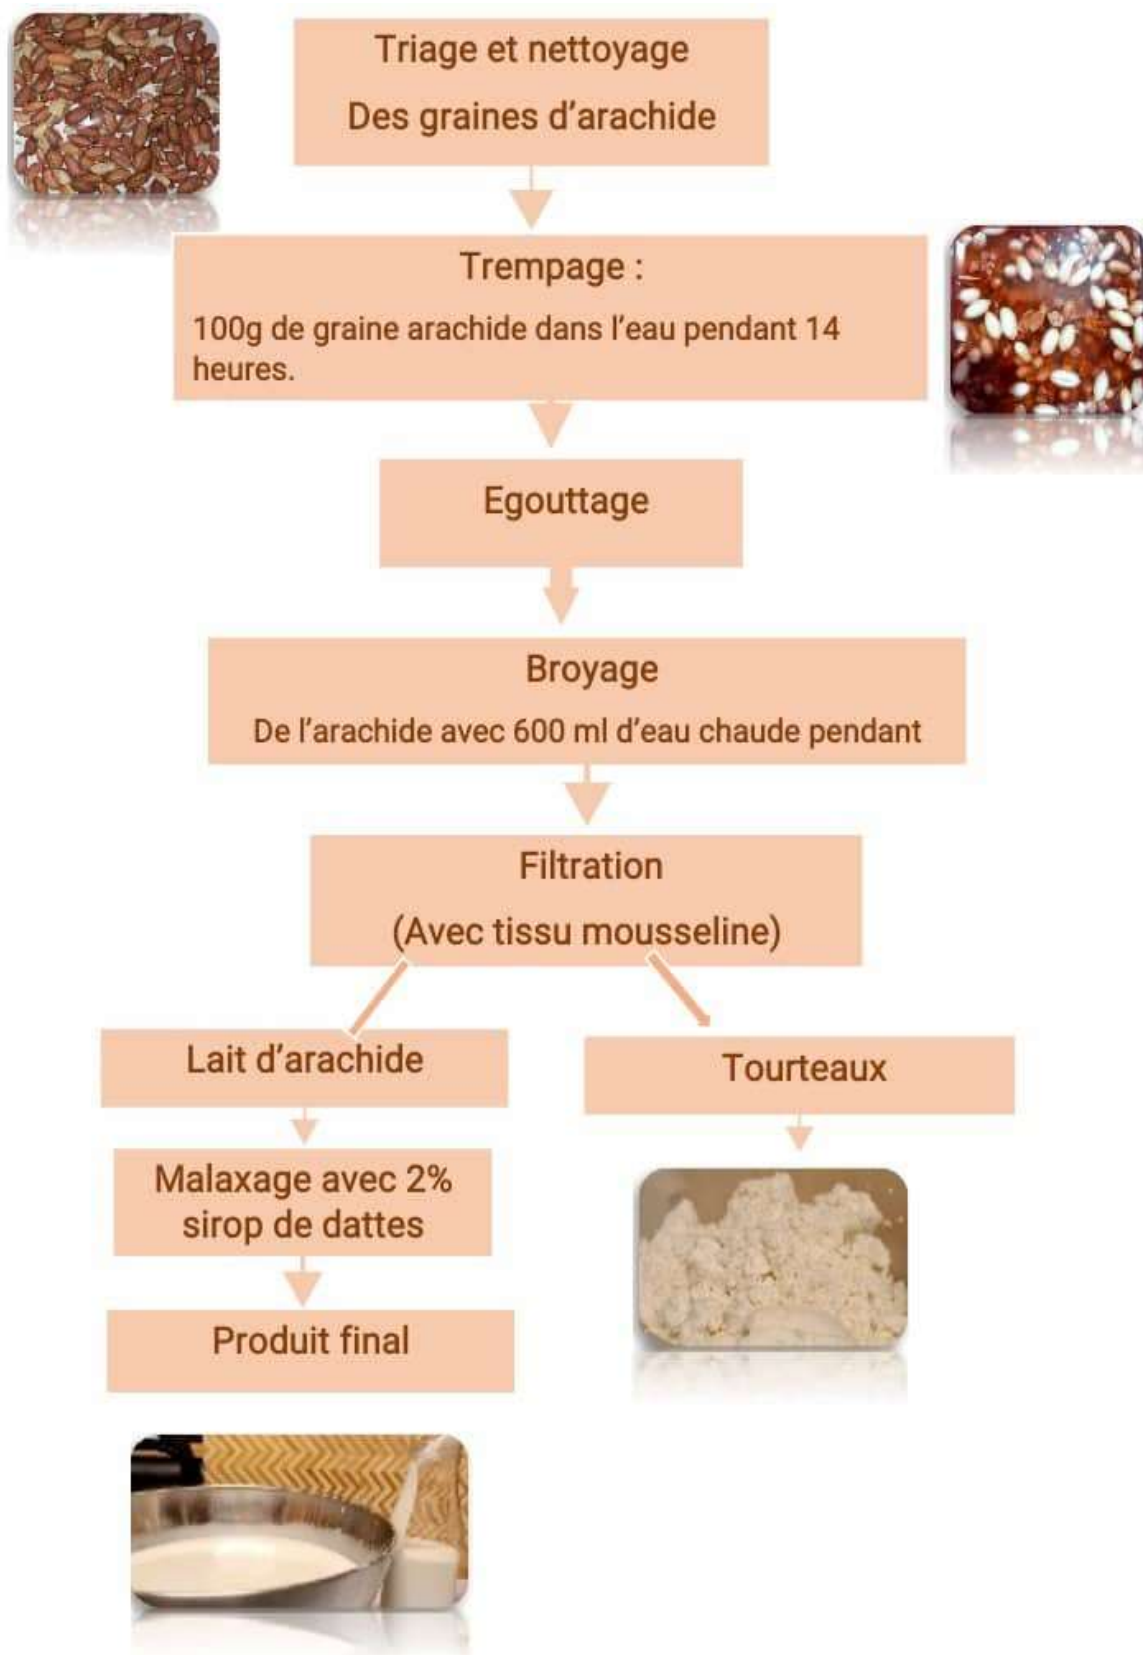 Triage et nettoyage
Des graines d’arachide
Trempage :
100g de graine arachide dans l’eau pendant 14
heures.
Egouttage
Broyage
De l’arachide avec 600 ml d’eau chaude pendant
Filtration
(Avec tissu mousseline)
Lait d’arachide
Tourteaux
Malaxage avec 2%
sirop de dattes
Produit final